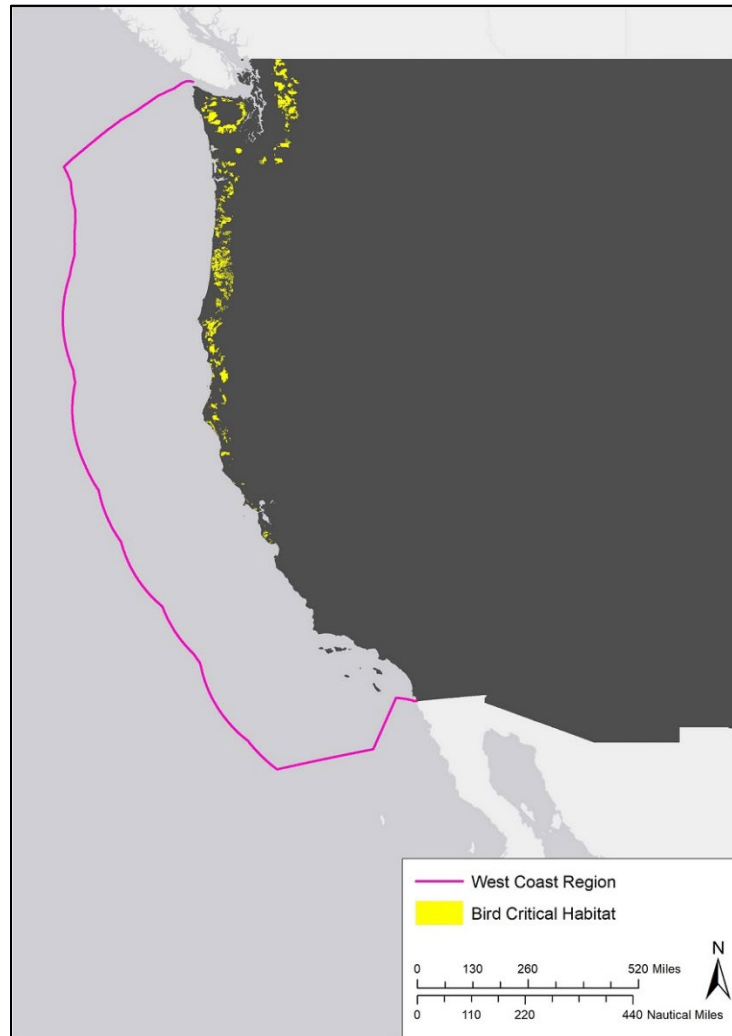 West Coast Region
Bird Critical Habitat
N
0 130 260 520 Miles
0 110 220 440 Nautical Miles